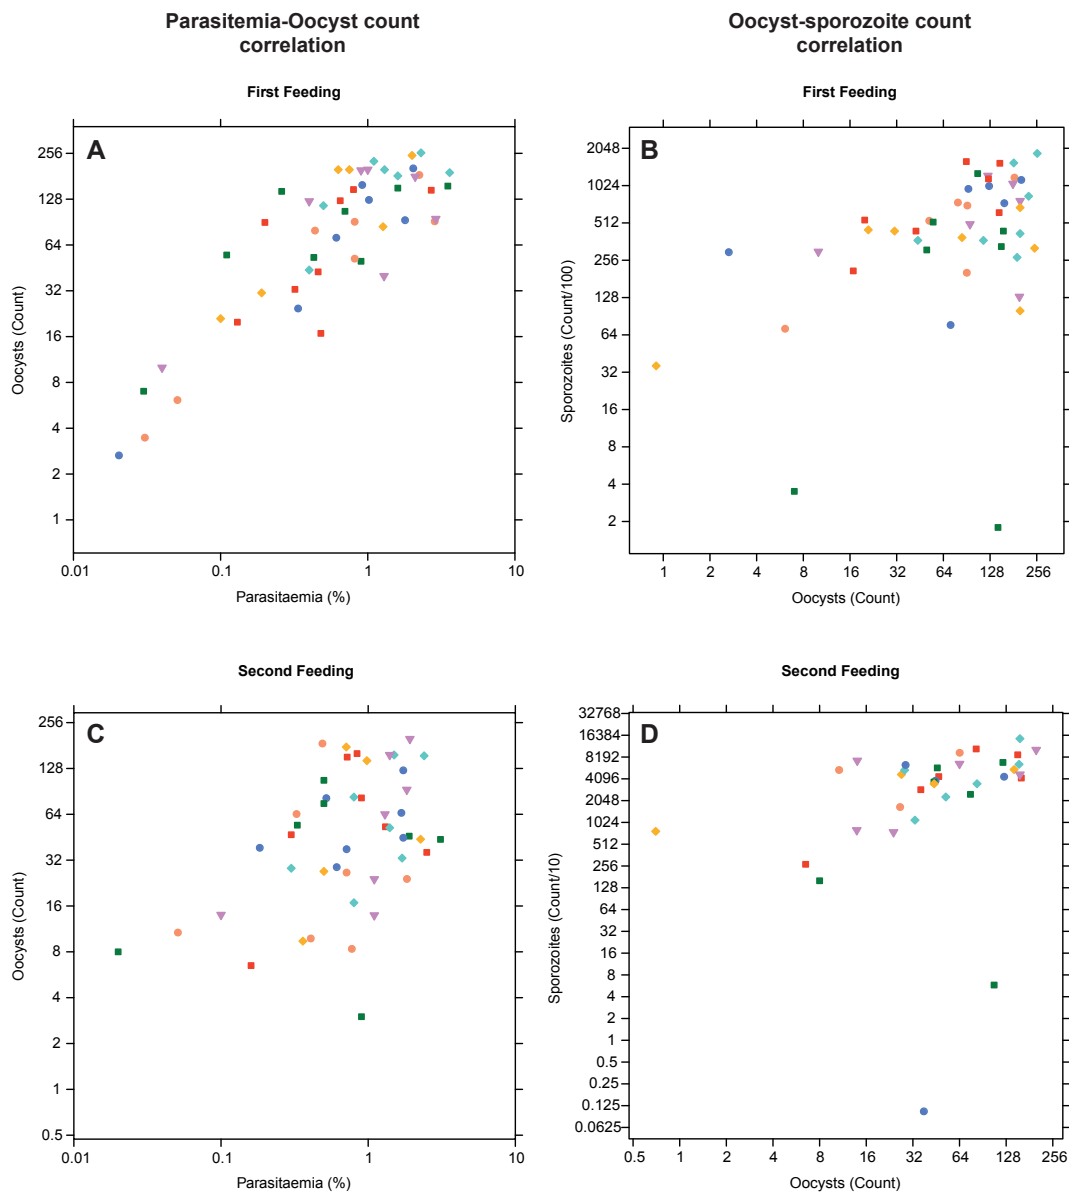 Parasitemia-Oocyst count
correlation
Oocyst-sporozoite count
correlation
First Feeding
A
256
128
64
32
16
8
4
2
1
Oocysts (Count)
0.01 0.1 1 10
Parasitaemia (%)
First Feeding
B
2048
1024
512
256
128
64
32
16
8
4
2
Sporozoites (Count/100)
1 2 4 8 16 32 64 128 256
Oocysts (Count)
Second Feeding
C
256
128
64
32
16
8
4
2
1
0.5
Oocysts (Count)
0.01 0.1 1 10
Parasitaemia (%)
Second Feeding
D
32768
16384
8192
4096
2048
1024
512
256
128
64
32
16
8
4
2
1
0.5
0.25
0.125
0.0625
Sporozoites (Count/10)
0.5 1 2 4 8 16 32 64 128 256
Oocysts (Count)